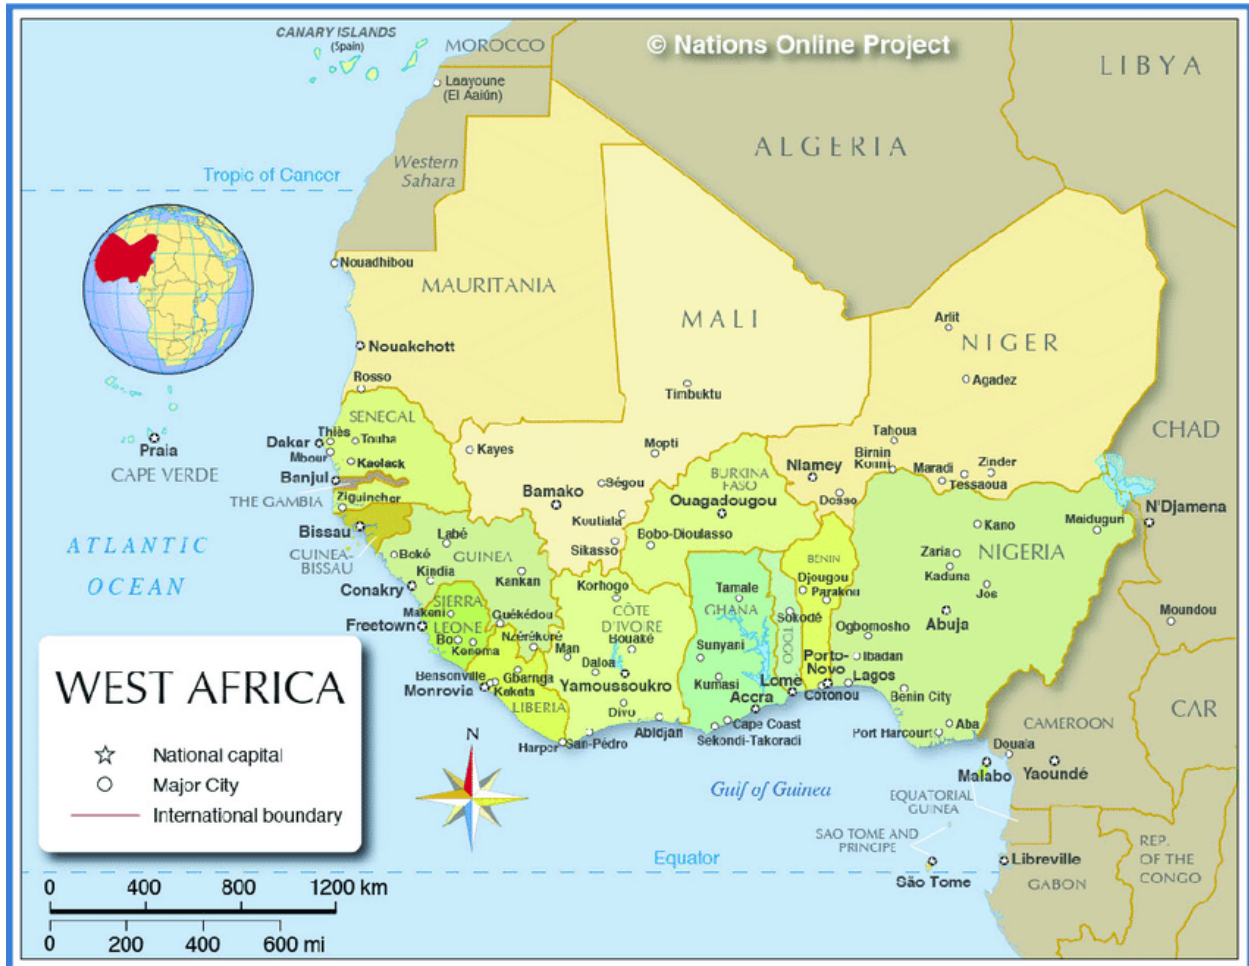 CANARY ISLANDS
(Spain)
MOROCCO
© Nations Online Project
LIBYA
Laayoune
(El Aaiún)
ALGERIA
Western
Sahara
Tropic of Cancer
Nouadhibou
MAURITANIA
MALI
Arlit
NIGER
Nouakchott
Agadez
Rosso
Timbuktu
SENEGAL
CHAD
Thiès
Touba
Dakar
Mbour
Kaolack
Praia
CAPE VERDE
Kayes
Mopti
Tahoua
Birnin
Konni
Maradi
Zinder
Tessaoua
Banjul
THE GAMBIA
Ziguinchor
Bamako
Ségou
BURKINA
FASO
Ouagadougou
Niamey
Dosso
N'Djamena
Bissau
GUINEA-
BISSAU
Koutiala
Sikasso
Bobo-Dioulasso
Kano
Maiduguri
ATLANTIC
OCEAN
Labé
Boké
GUINEA
Kindia
Kankan
BENIN
Zaria
NIGERIA
Kaduna
Jos
Conakry
Korhogo
Tamale
GHANA
Djougou
Parakou
Makeni
SIERRA
LEONE
Freetown
Guékédou
CÔTE
D'IVOIRE
Bouaké
Sokodé
TOGO
Ogbomosho
Abuja
Moundou
Bo
Kenema
Nzérékoré
Man
Daloa
Sunyani
Porto-
Novo
Ibadan
WEST AFRICA
Bensonville
Monrovia
Gbarnga
Kakata
LIBERIA
Yamoussoukro
Kumasi
Lomé
Accra
Cotonou
Lagos
Benin City
CAR
Divo
Abidjan
Cape Coast
Sekondi-Takoradi
Port Harcourt
Aba
CAMEROON
Harper
San-Pédro
Douala
National capital
Major City
International boundary
N
Gulf of Guinea
Malabo
Yaoundé
EQUATORIAL
GUINEA
SAO TOME AND
PRINCIPE
REP.
OF THE
CONGO
Equator
Libreville
GABON
São Tome
0 400 800 1200 km
0 200 400 600 mi